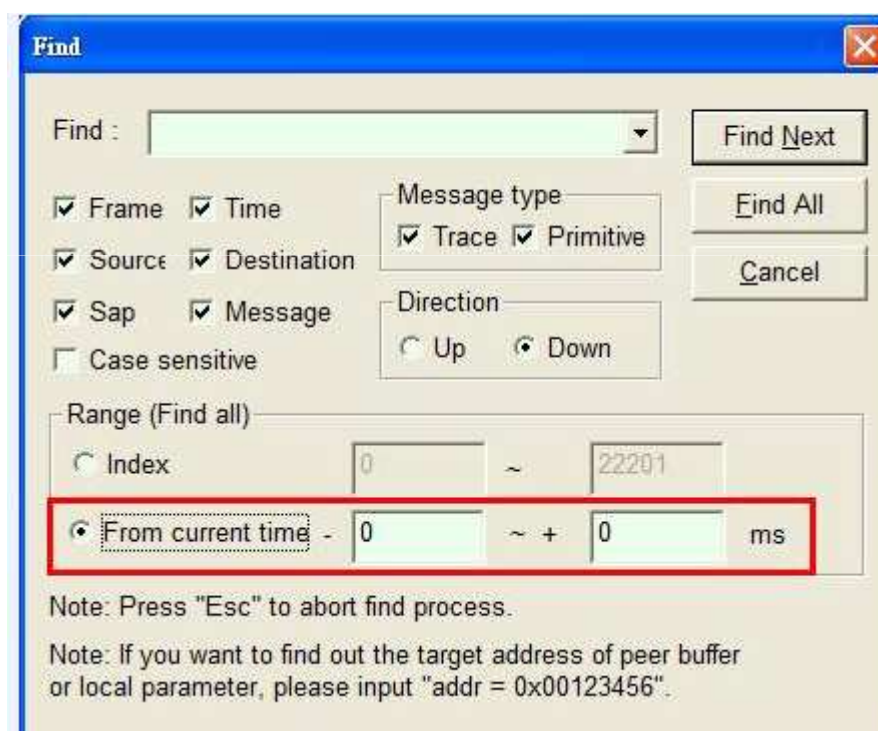 Find
Find :
Find Next
Frame
Time
Message type
Find All
Trace
Primitive
Source
Destination
Cancel
Sap
Message
Direction
Up
Down
Case sensitive
Range (Find all)
Index
0 ~ 22201
From current time - 0 ~ + 0 ms
Note: Press "Esc" to abort find process.
Note: If you want to find out the target address of peer buffer
or local parameter, please input "addr = 0x00123456".